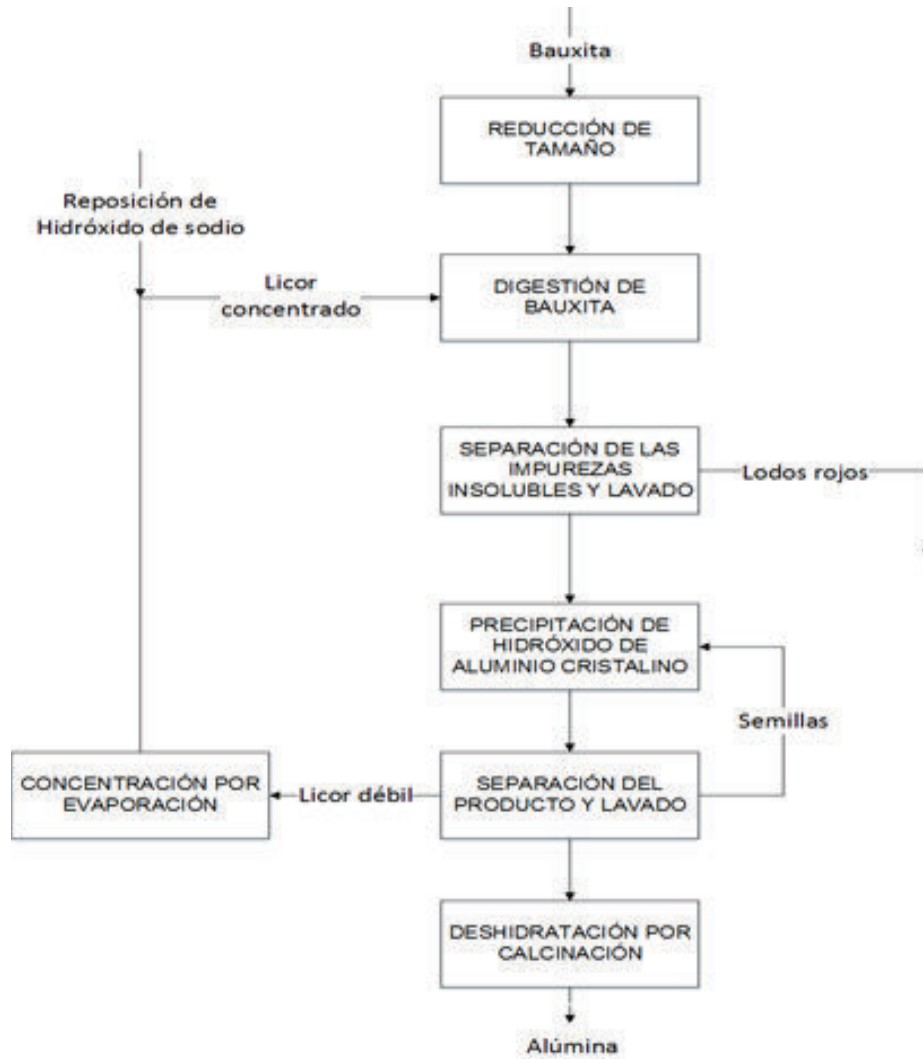 Bauxita
REDUCCIÓN DE
TAMAÑO
Reposición de
Hidróxido de sodio
Licor
concentrado
DIGESTIÓN DE
BAUXITA
SEPARACIÓN DE LAS
IMPUREZAS
INSOLUBLES Y LAVADO
Lodos rojos
PRECIPITACIÓN DE
HIDRÓXIDO DE
ALUMINIO CRISTALINO
Semillas
CONCENTRACIÓN POR
EVAPORACIÓN
Licor débil
SEPARACIÓN DEL
PRODUCTO Y LAVADO
DESHIDRATACIÓN POR
CALCINACIÓN
Alúmina